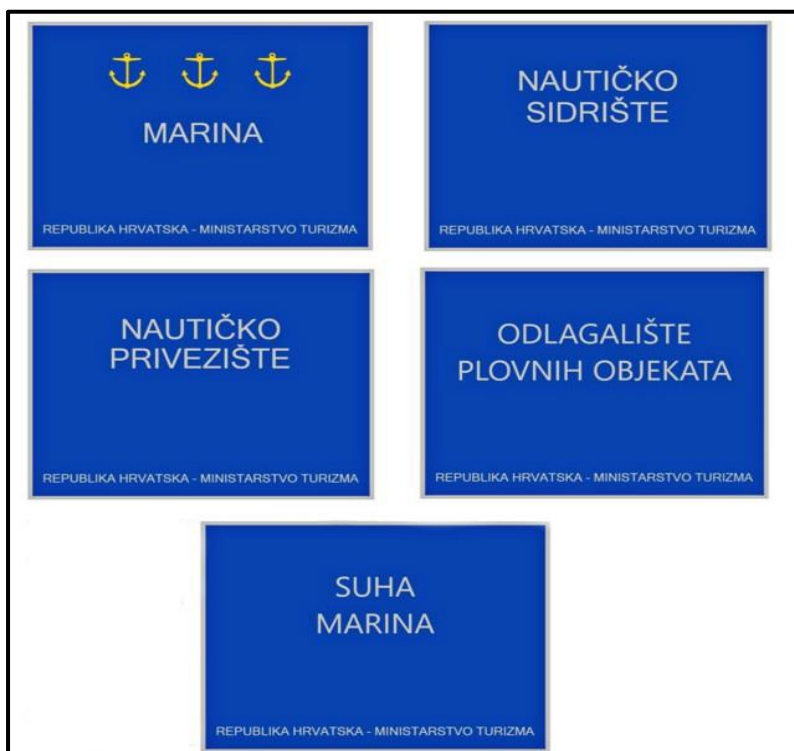 MARINA
REPUBLIKA HRVATSKA - MINISTARSTVO TURIZMA
NAUTIČKO
SIDRIŠTE
REPUBLIKA HRVATSKA - MINISTARSTVO TURIZMA
NAUTIČKO
PRIVEZIŠTE
REPUBLIKA HRVATSKA - MINISTARSTVO TURIZMA
ODLAGALIŠTE
PLOVNIH OBJEKATA
REPUBLIKA HRVATSKA - MINISTARSTVO TURIZMA
SUHA
MARINA
REPUBLIKA HRVATSKA - MINISTARSTVO TURIZMA